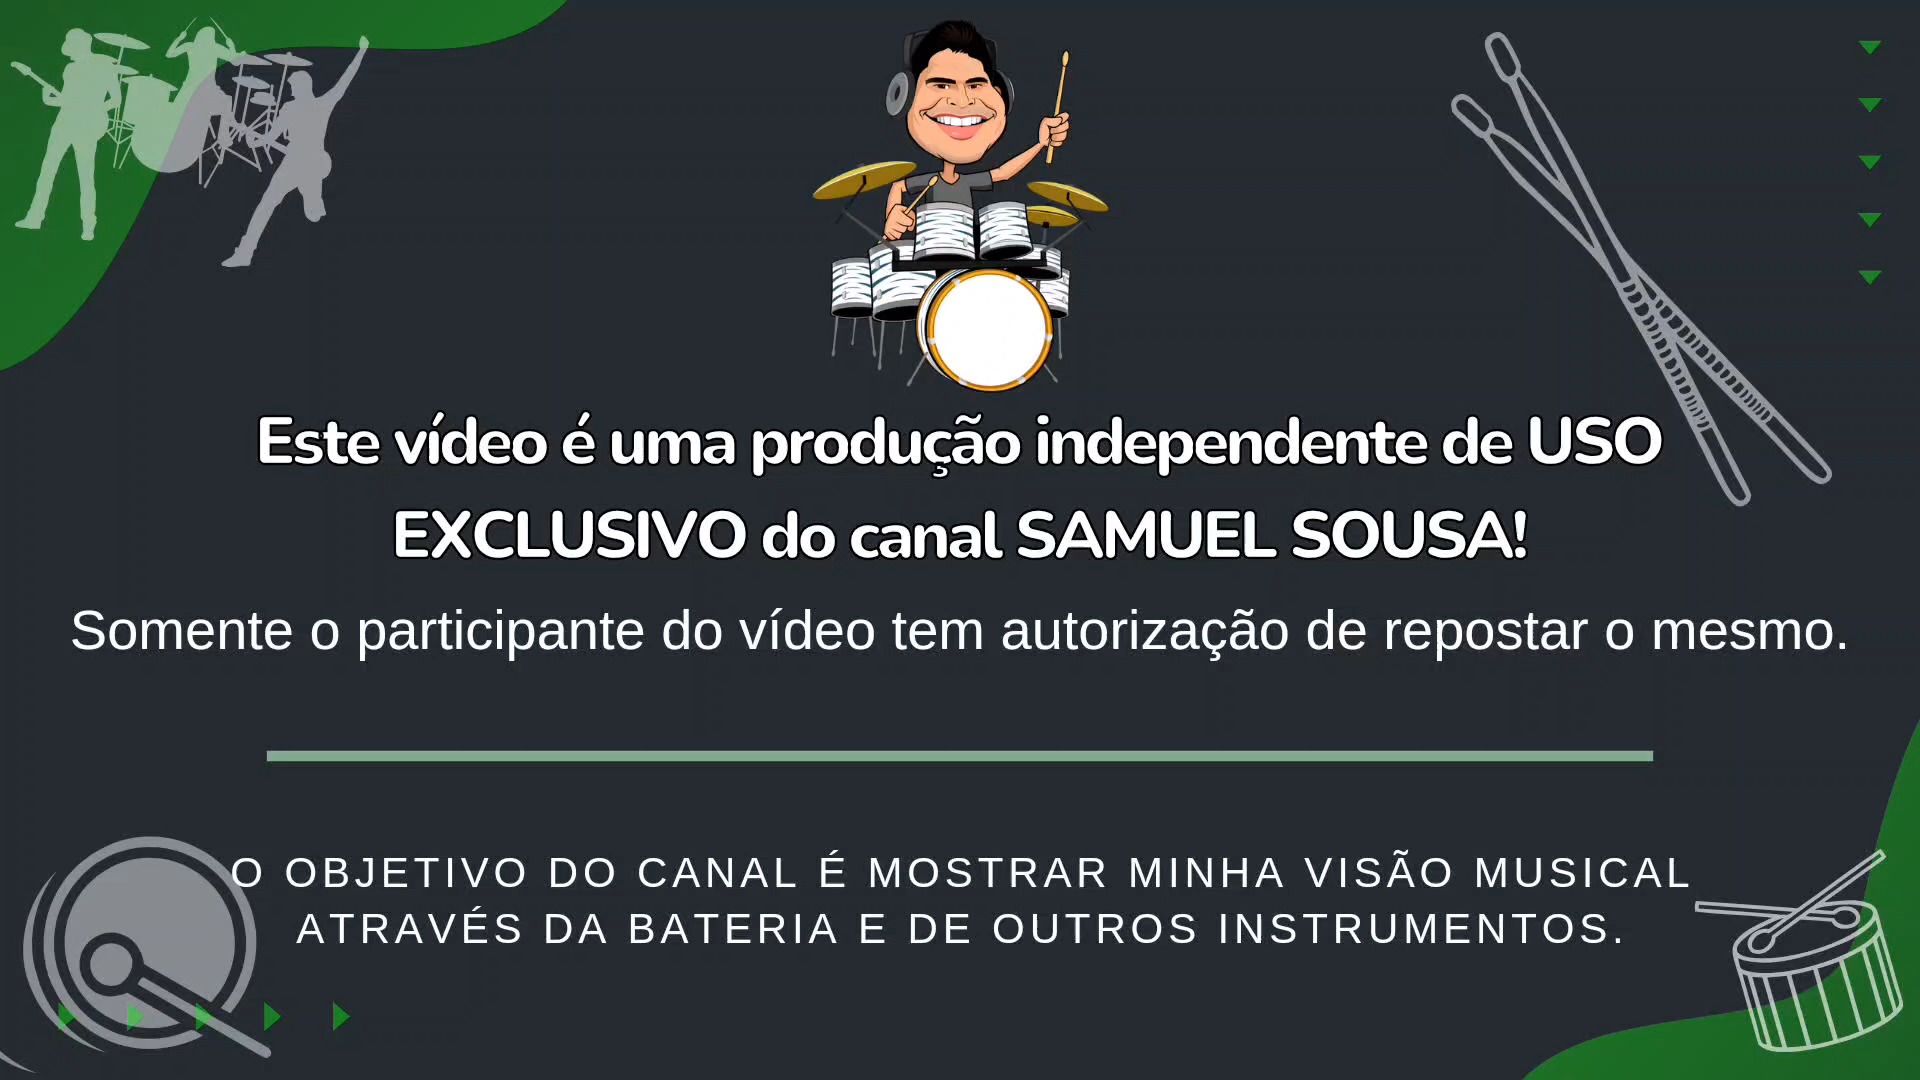 Este vídeo é uma produção independente de USO
EXCLUSIVO do canal SAMUEL SOUSA!
Somente o participante do vídeo tem autorização de repostar o mesmo.
O OBJETIVO DO CANAL É MOSTRAR MINHA VISÃO MUSICAL
ATRAVÉS DA BATERIA E DE OUTROS INSTRUMENTOS.